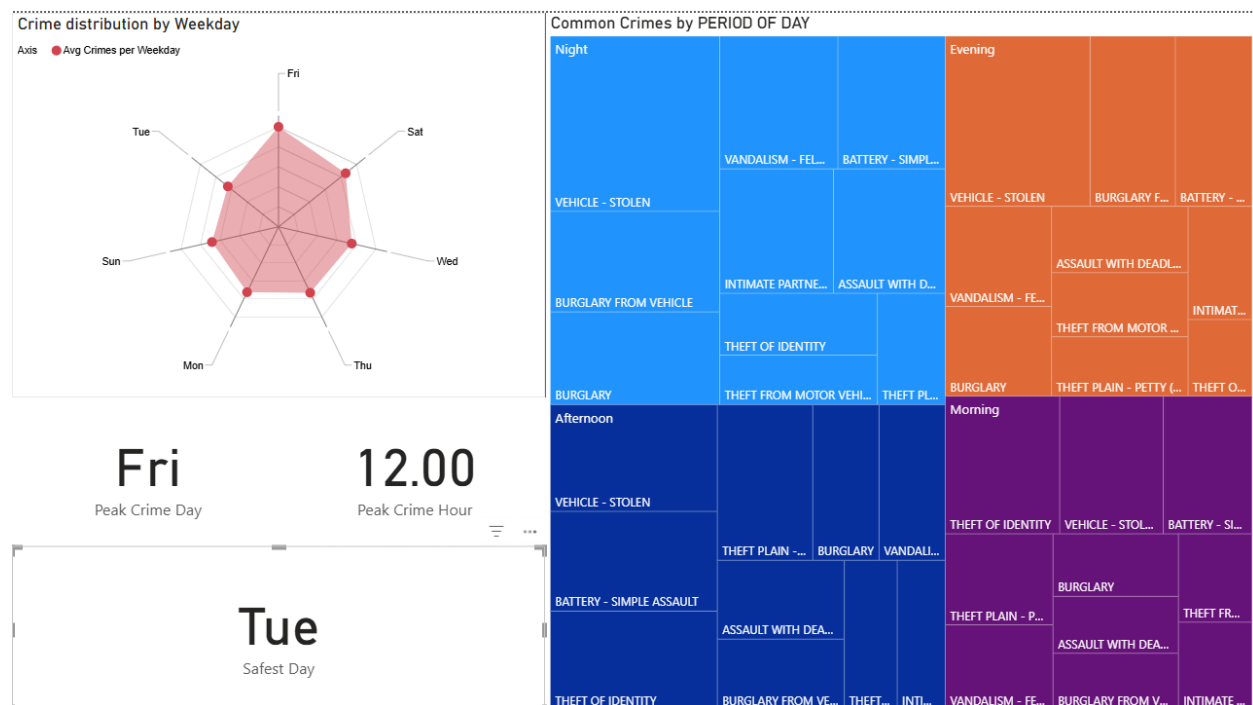 Crime distribution by Weekday
Axis Avg Crimes per Weekday
Fri
Tue
Sat
Sun
Wed
Mon
Thu
Fri
Peak Crime Day
12.00
Peak Crime Hour
Tue
Safest Day
Common Crimes by PERIOD OF DAY
Night
VEHICLE - STOLEN
BURGLARY FROM VEHICLE
BURGLARY
VANDALISM - FEL...
BATTERY - SIMPL...
INTIMATE PARTNE...
ASSAULT WITH D...
THEFT OF IDENTITY
THEFT FROM MOTOR VEHI...
THEFT PL...
Evening
VEHICLE - STOLEN
BURGLARY F...
BATTERY - ...
VANDALISM - FE...
BURGLARY
ASSAULT WITH DEADL...
THEFT FROM MOTOR ...
THEFT PLAIN - PETTY (...
INTIMAT...
THEFT O...
Afternoon
VEHICLE - STOLEN
BATTERY - SIMPLE ASSAULT
THEFT OF IDENTITY
THEFT PLAIN -...
BURGLARY
VANDALI...
ASSAULT WITH DEA...
BURGLARY FROM VE...
THEFT...
INTI...
Morning
THEFT OF IDENTITY
VEHICLE - STOL...
BATTERY - SI...
THEFT PLAIN - P...
VANDALISM - FE...
BURGLARY
ASSAULT WITH DEA...
BURGLARY FROM V...
THEFT FR...
INTIMATE ...